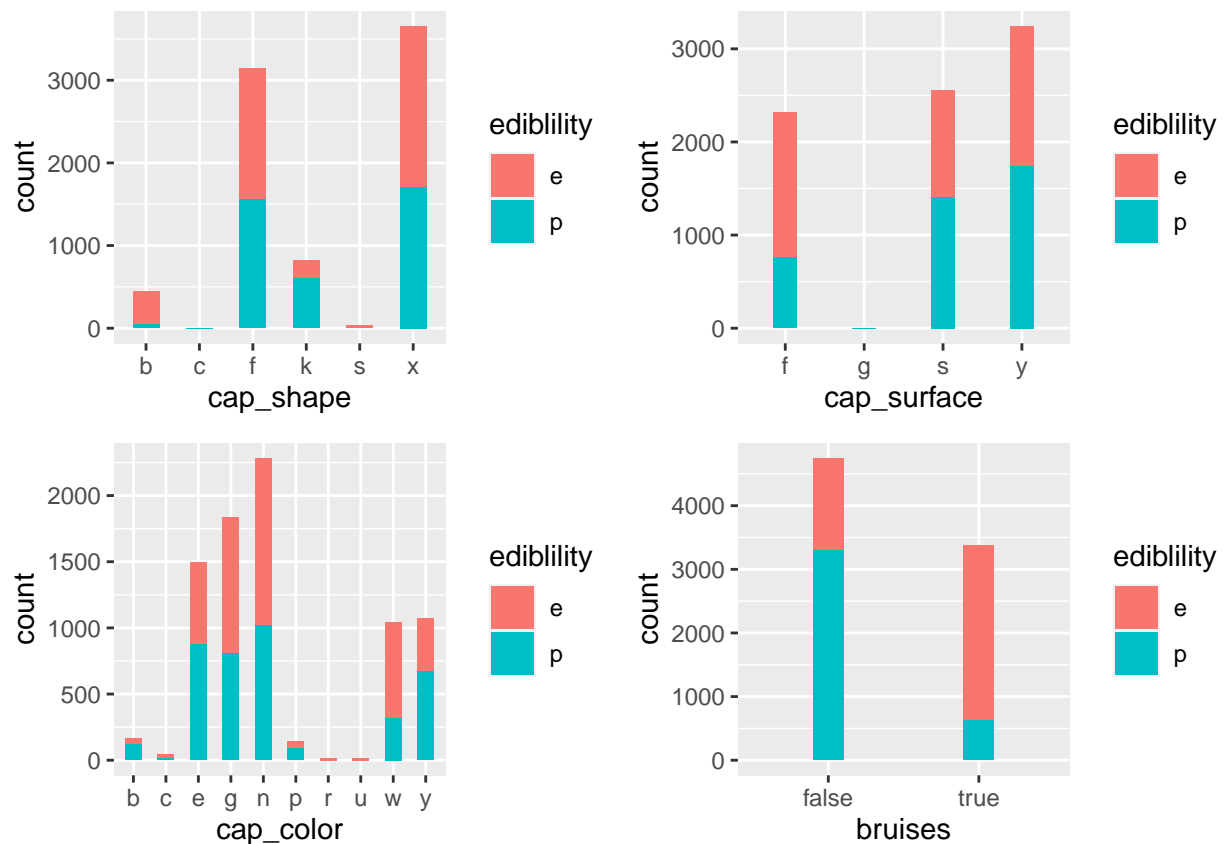 3000
2000
1000
0
count
b c f k s x
cap_shape
ediblility
e
p
3000
2000
1000
0
count
f g s y
cap_surface
ediblility
e
p
2000
1500
1000
500
0
count
b c e g n p r u w y
cap_color
ediblility
e
p
4000
3000
2000
1000
0
count
false true
bruises
ediblility
e
p